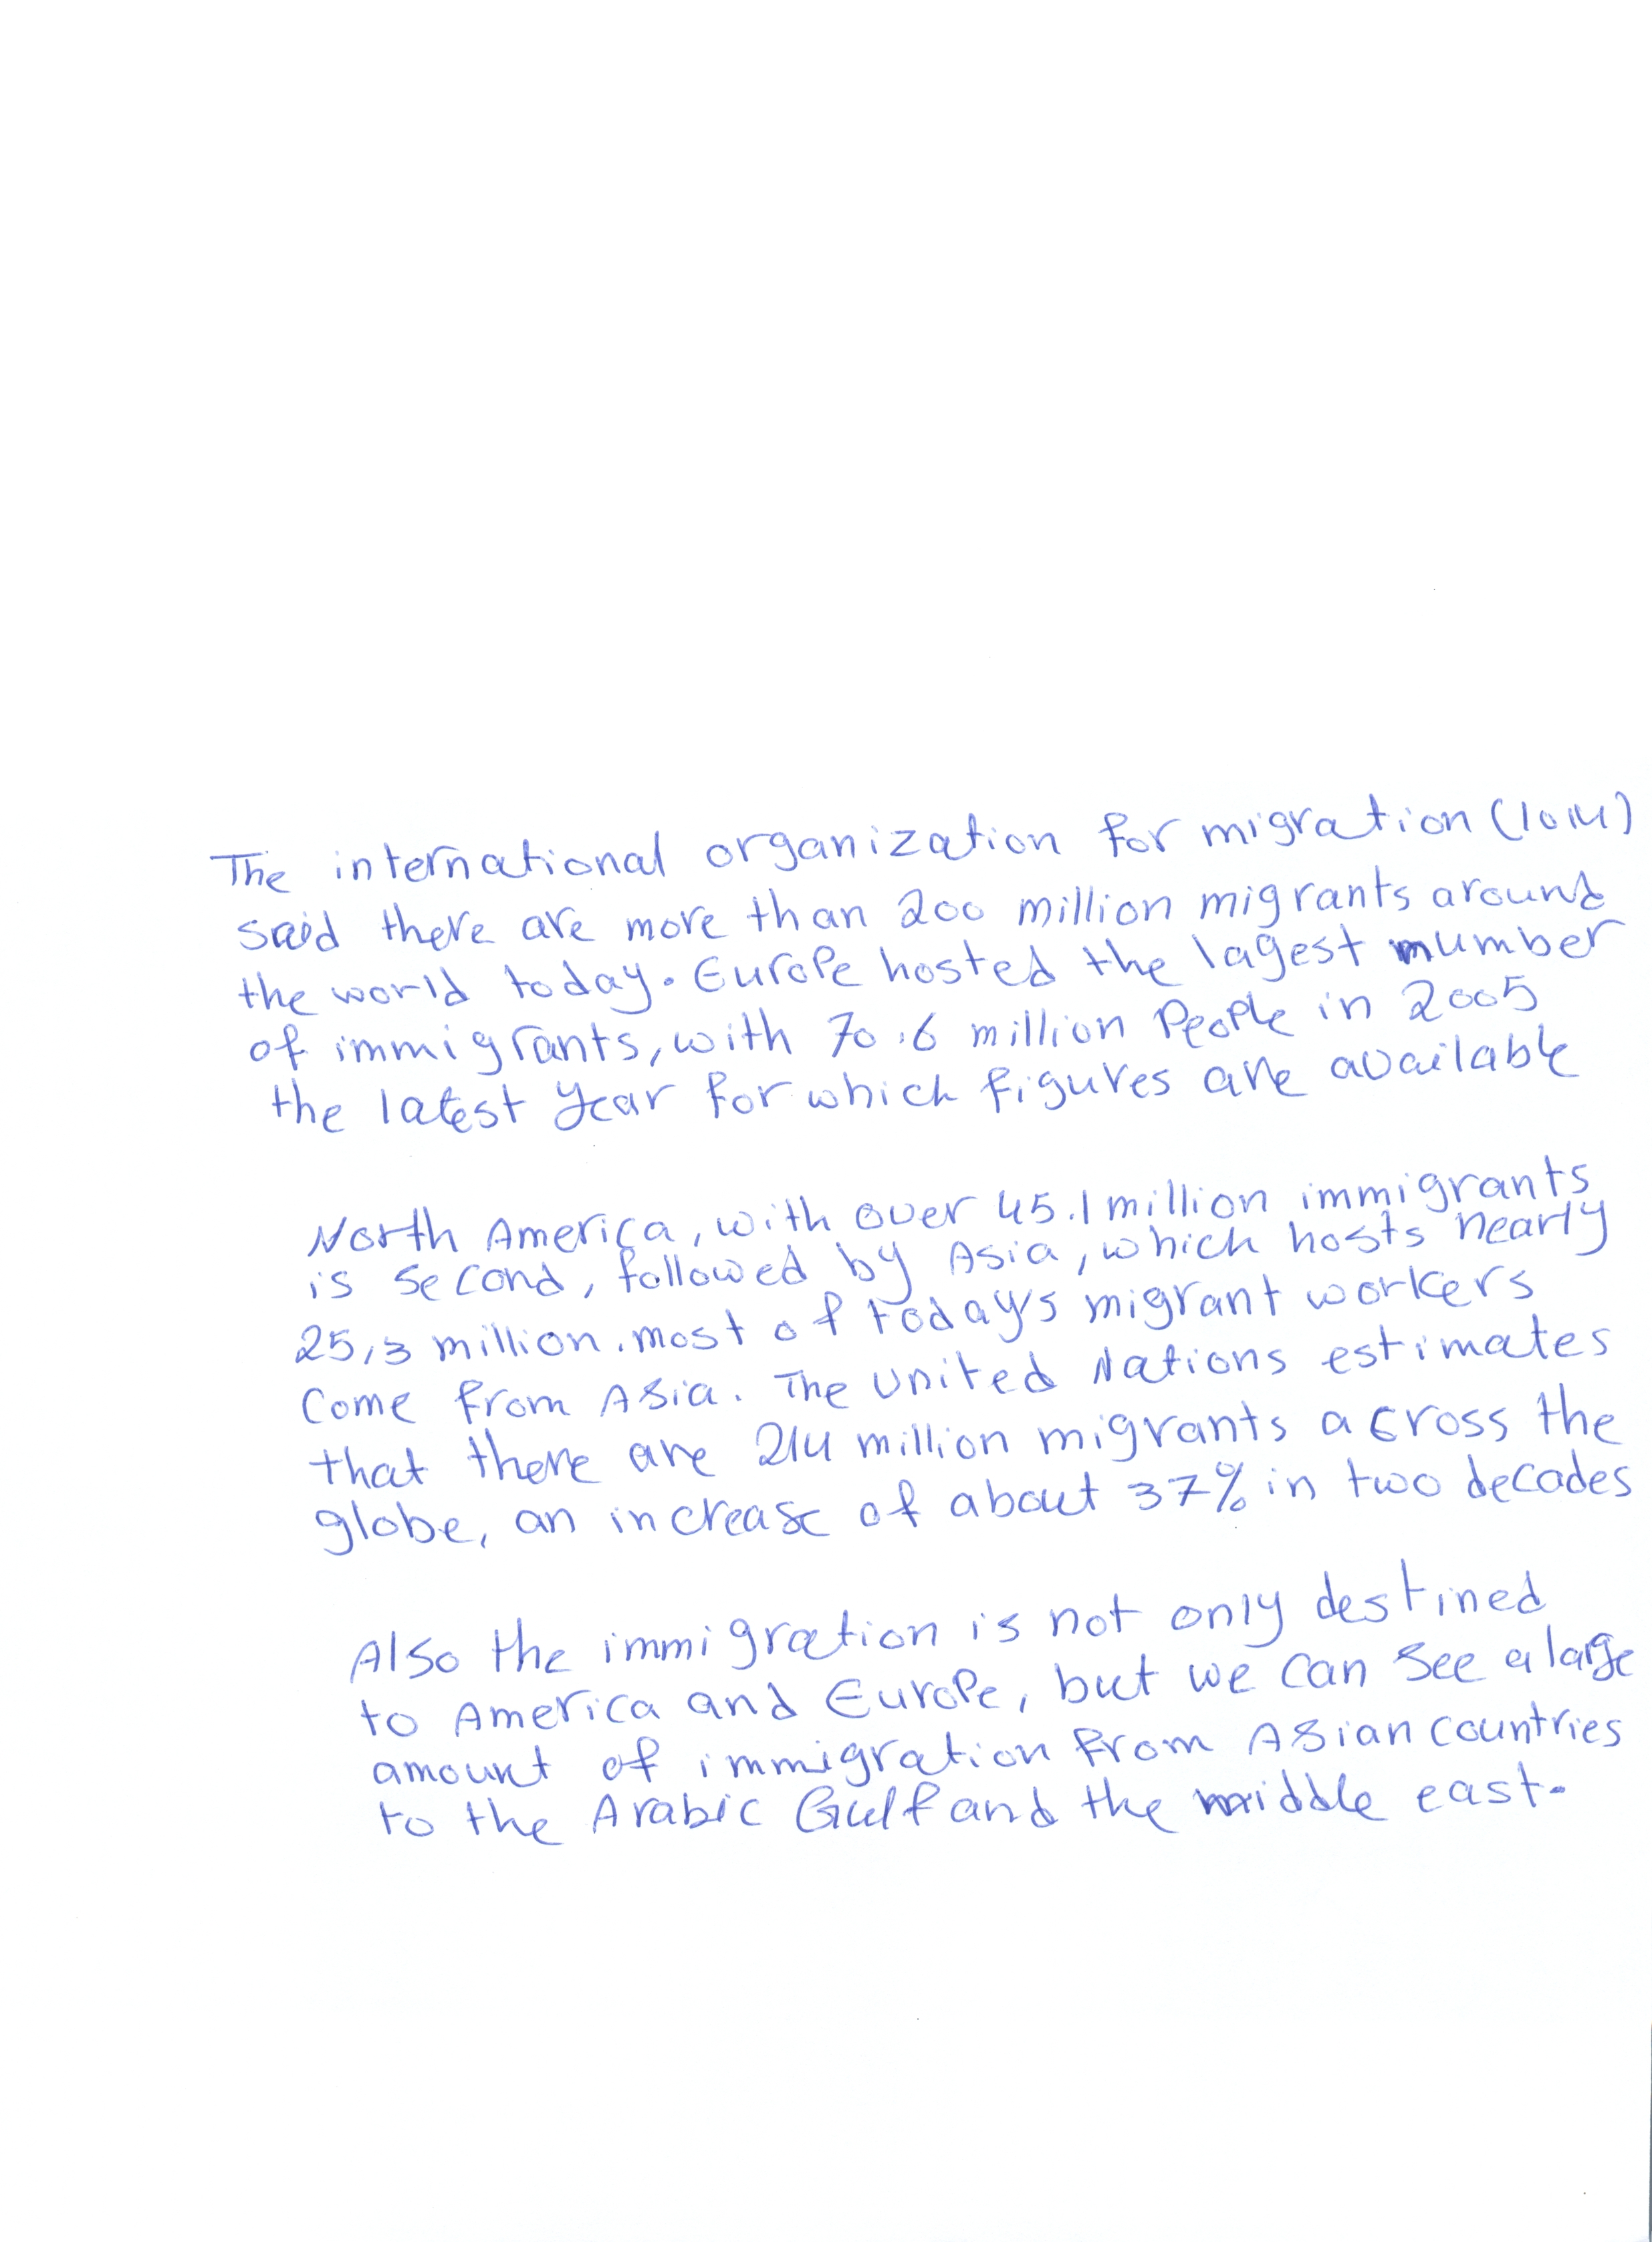 The international organization for migration (IOM)
said there are more than 200 million migrants around
the world today. Europe hosted the lagest number
of immigrants, with 70.6 million People in 2005
the latest year for which figures are available
North America, with over 45.1 million immigrants
is second, followed by Asia, which hosts nearly
25,3 million. most of today's migrant workers
come from Asia. The United Nations estimates
that there are 214 million migrants across the
globe, an increase of about 37% in two decades
Also the immigration is not only destined
to America and Europe, but we can see a large
amount of immigration from Asian countries
to the Arabic Gulf and the middle east.